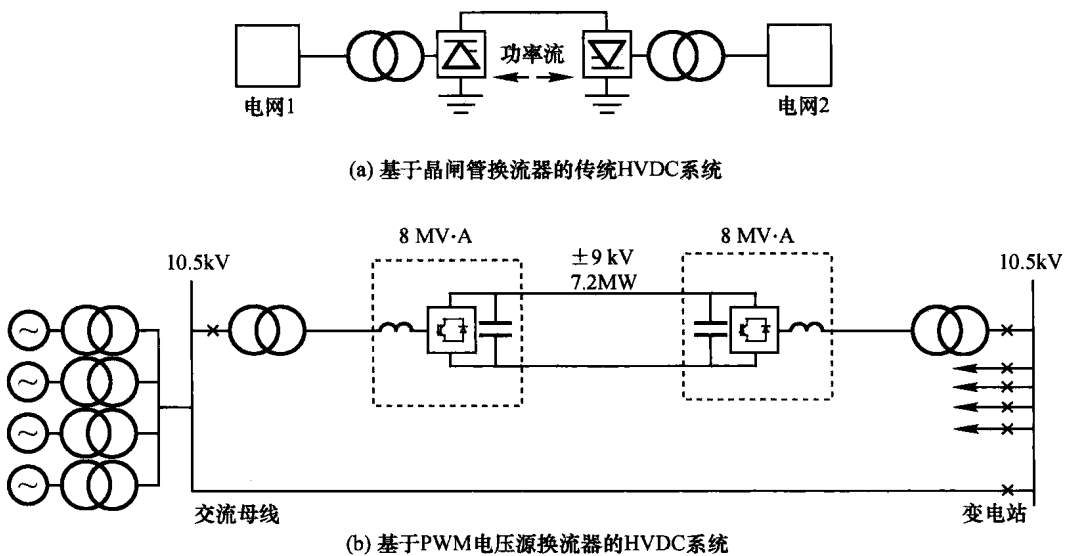 功率流
电网1
电网2
(a) 基于晶闸管换流器的传统HVDC系统
8 MV·A
8 MV·A
±9 kV
7.2MW
10.5kV
10.5kV
~
~
~
~
交流母线
变电站
(b) 基于PWM电压源换流器的HVDC系统